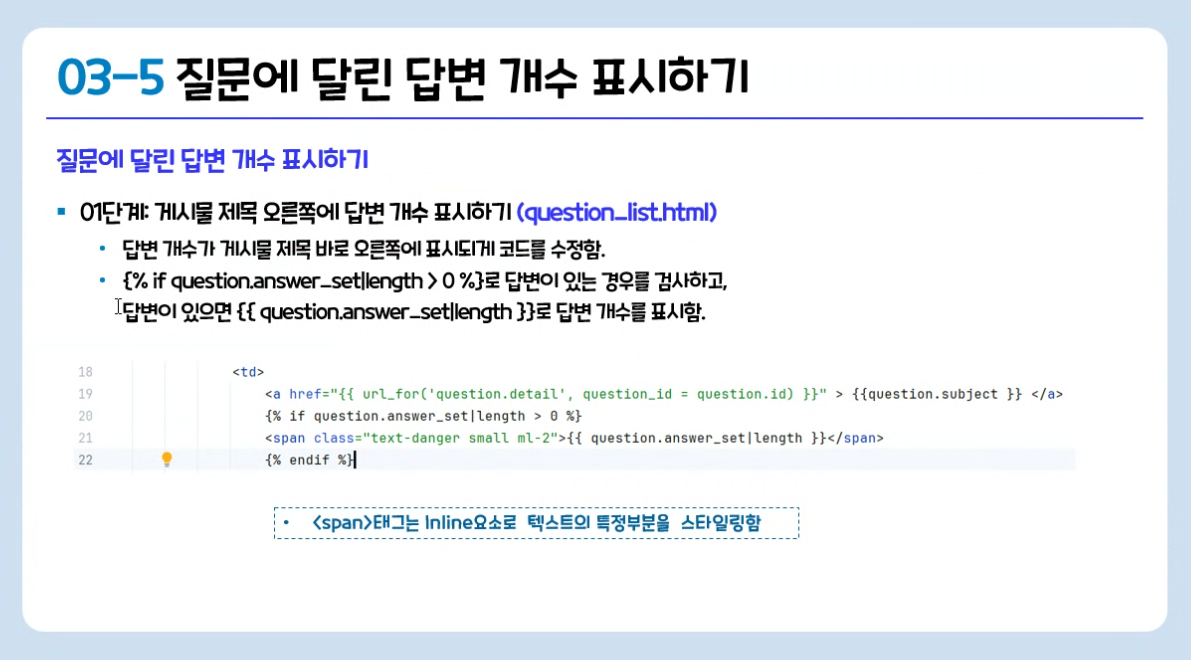 03-5 질문에 달린 답변 개수 표시하기
질문에 달린 답변 개수 표시하기
▪ 01단계: 게시물 제목 오른쪽에 답변 개수 표시하기 (question_list.html)
• 답변 개수가 게시물 제목 바로 오른쪽에 표시되게 코드를 수정함.
• {% if question.answer_set|length > 0 %}로 답변이 있는 경우를 검사하고,
답변이 있으면 {{ question.answer_set|length }}로 답변 개수를 표시함.
18 <td>
19 <a href="{{ url_for('question.detail', question_id = question.id) }}" > {{question.subject }} </a>
20 {% if question.answer_set|length > 0 %}
21 <span class="text-danger small ml-2">{{ question.answer_set|length }}</span>
22 {% endif %}
• <span>태그는 Inline요소로 텍스트의 특정부분을 스타일링함